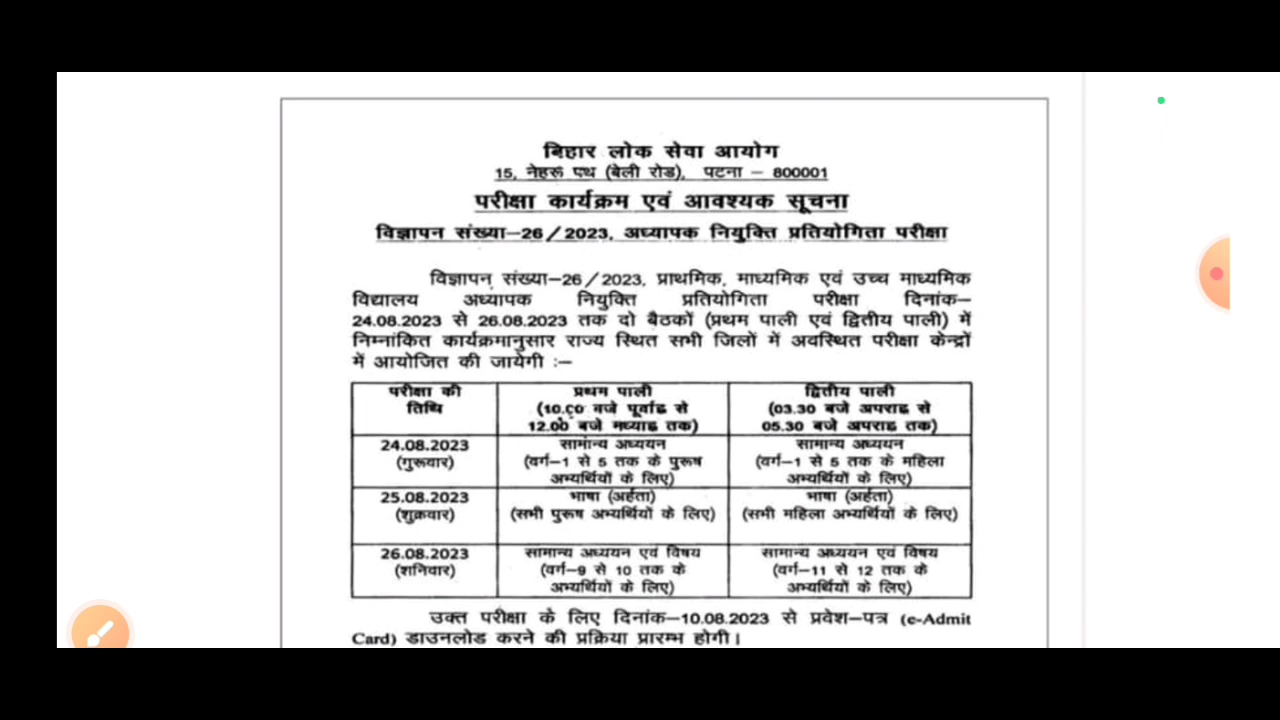 बिहार लोक सेवा आयोग
15, नेहरू पथ (बेली रोड), पटना – 800001
परीक्षा कार्यक्रम एवं आवश्यक सूचना
विज्ञापन संख्या–26/2023, अध्यापक नियुक्ति प्रतियोगिता परीक्षा
विज्ञापन संख्या–26/2023, प्राथमिक, माध्यमिक एवं उच्च माध्यमिक
विद्यालय अध्यापक नियुक्ति प्रतियोगिता परीक्षा दिनांक–
24.08.2023 से 26.08.2023 तक दो बैठकों (प्रथम पाली एवं द्वितीय पाली) में
निम्नांकित कार्यक्रमानुसार राज्य स्थित सभी जिलों में अवस्थित परीक्षा केन्द्रों
में आयोजित की जायेगी :–
परीक्षा की
तिथि
प्रथम पाली
(10.00 बजे पूर्वाह्न से
12.00 बजे मध्याह्न तक)
द्वितीय पाली
(03.30 बजे अपराह्न से
05.30 बजे अपराह्न तक)
24.08.2023
(गुरूवार)
सामान्य अध्ययन
(वर्ग–1 से 5 तक के पुरूष
अभ्यर्थियों के लिए)
सामान्य अध्ययन
(वर्ग–1 से 5 तक के महिला
अभ्यर्थियों के लिए)
25.08.2023
(शुक्रवार)
भाषा (अर्हता)
(सभी पुरूष अभ्यर्थियों के लिए)
भाषा (अर्हता)
(सभी महिला अभ्यर्थियों के लिए)
26.08.2023
(शनिवार)
सामान्य अध्ययन एवं विषय
(वर्ग–9 से 10 तक के
अभ्यर्थियों के लिए)
सामान्य अध्ययन एवं विषय
(वर्ग–11 से 12 तक के
अभ्यर्थियों के लिए)
उक्त परीक्षा के लिए दिनांक–10.08.2023 से प्रवेश–पत्र (e-Admit
Card) डाउनलोड करने की प्रक्रिया प्रारम्भ होगी।